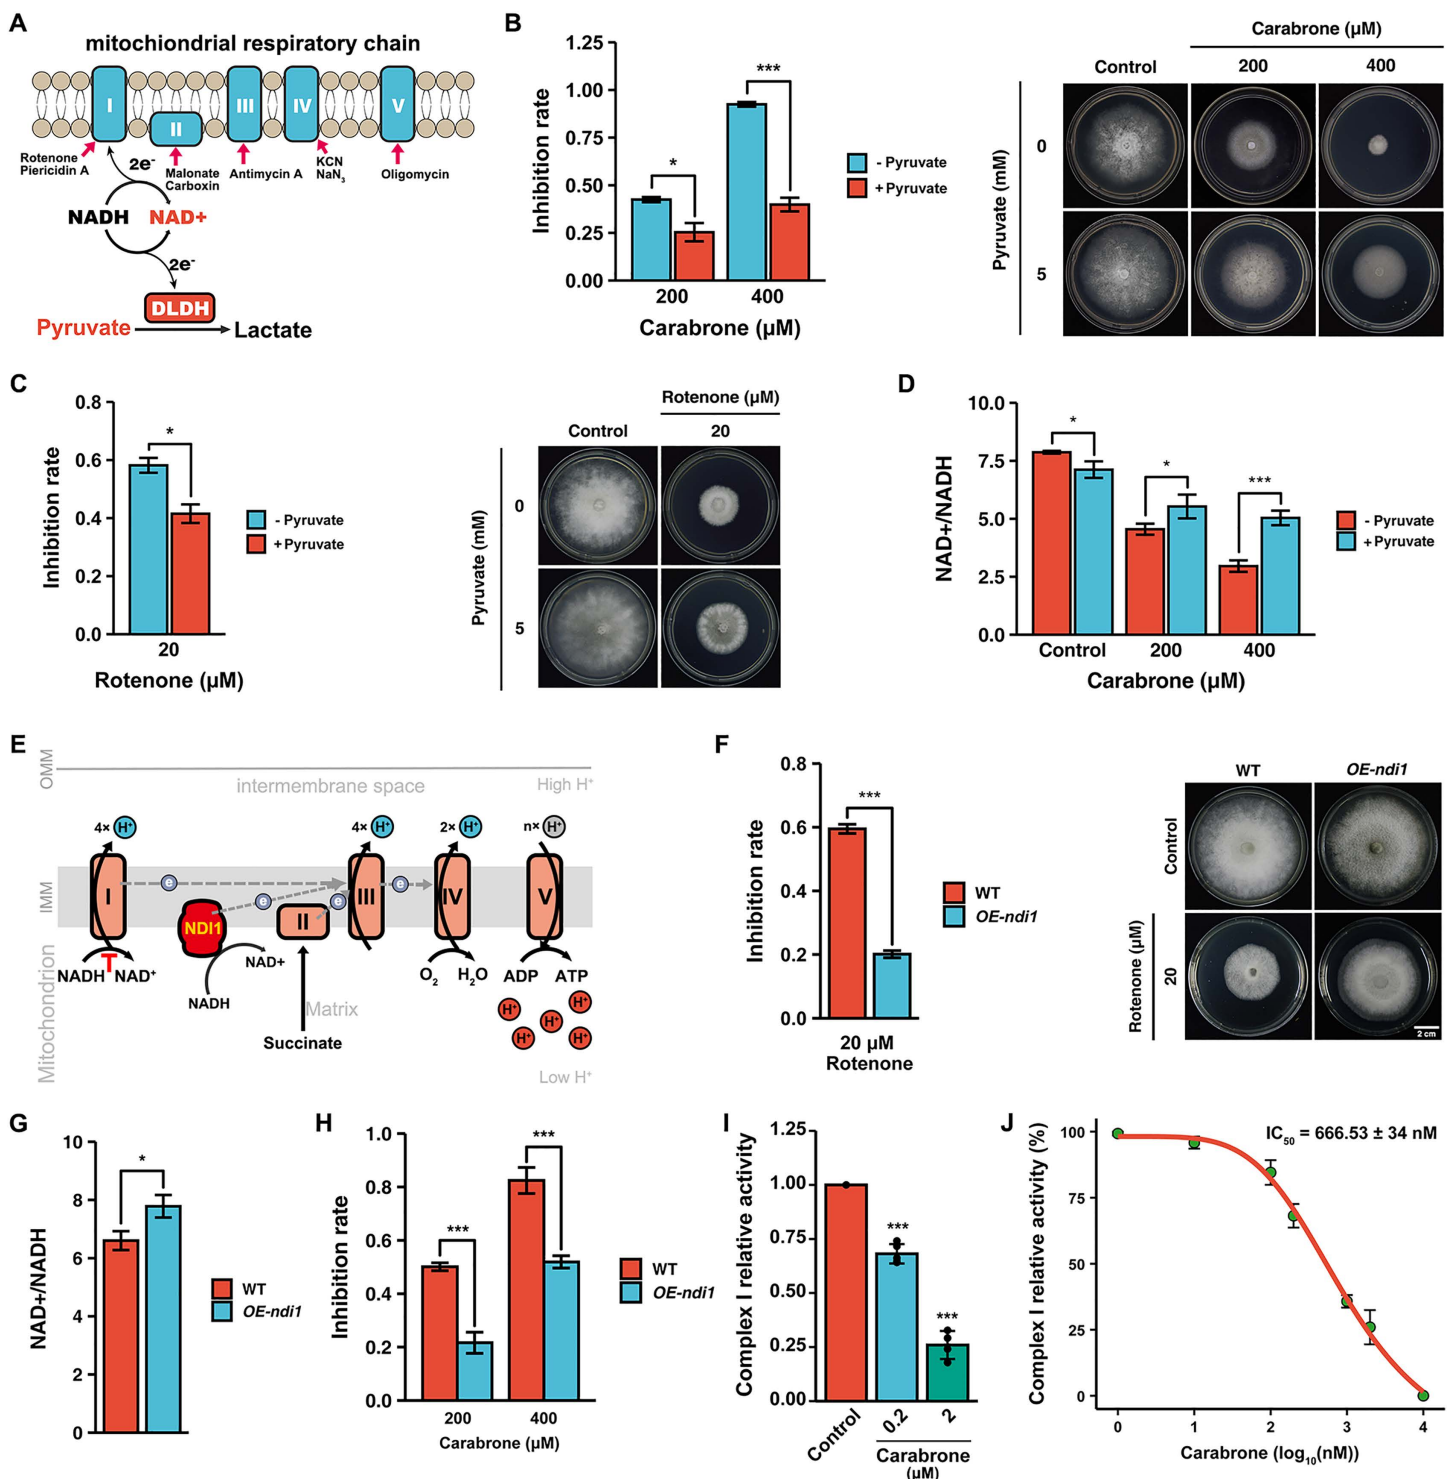 A
mitochondrial respiratory chain
I
II
III
IV
V
Rotenone
Piericidin A
2e-
Malonate
Carboxin
Antimycin A
KCN
NaN3
Oligomycin
NADH
NAD+
2e-
DLDH
Pyruvate
Lactate
B
1.25
1.00
0.75
0.50
0.25
0.00
Inhibition rate
*
***
200
400
Carabrone (µM)
- Pyruvate
+ Pyruvate
Carabrone (µM)
Control
200
400
Pyruvate (mM)
0
5
C
0.8
0.6
0.4
0.2
0.0
Inhibition rate
*
20
Rotenone (µM)
- Pyruvate
+ Pyruvate
Rotenone (µM)
Control
20
Pyruvate (mM)
0
5
D
10.0
7.5
5.0
2.5
0.0
NAD+/NADH
*
*
***
Control
200
400
Carabrone (µM)
- Pyruvate
+ Pyruvate
E
OMM
intermembrane space
High H+
4× H+
4× H+
2× H+
n× H+
IMM
I
e
NDI1
e
II
e
III
e
IV
V
NADH
NAD+
NAD+
NADH
O2
H2O
ADP
ATP
Matrix
Succinate
H+
H+
H+
H+
H+
Mitochondrion
Low H+
F
0.8
0.6
0.4
0.2
0.0
Inhibition rate
***
20 µM
Rotenone
WT
OE-ndi1
WT
OE-ndi1
Control
Rotenone (µM)
20
2 cm
G
10
8
6
4
2
0
NAD+/NADH
*
WT
OE-ndi1
H
1.0
0.8
0.6
0.4
0.2
0.0
Inhibition rate
***
***
200
400
Carabrone (µM)
WT
OE-ndi1
I
1.25
1.00
0.75
0.50
0.25
0.00
Complex I relative activity
***
***
Control
0.2
2
Carabrone
(µM)
J
100
75
50
25
0
Complex I relative activity (%)
IC50 = 666.53 ± 34 nM
0
1
2
3
4
Carabrone (log10(nM))